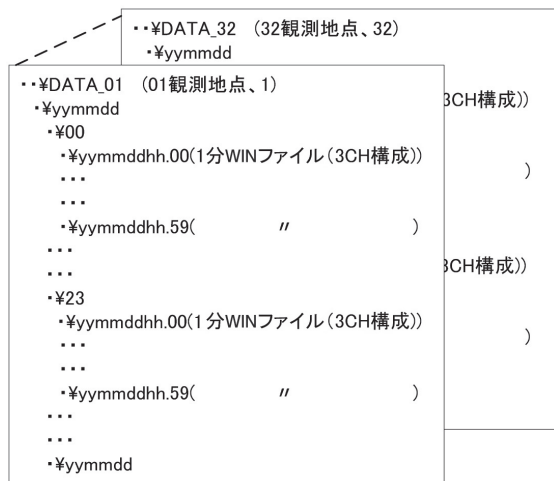 ・・¥DATA_32 （32観測地点、32）
・¥yymmdd
3CH構成))
)
3CH構成))
)
・・¥DATA_01 （01観測地点、1）
・¥yymmdd
・¥00
・¥yymmddhh.00(1分WINファイル(3CH構成))
・・・
・・・
・¥yymmddhh.59( 〃 )
・・・
・・・
・¥23
・¥yymmddhh.00(1分WINファイル(3CH構成))
・・・
・・・
・¥yymmddhh.59( 〃 )
・・・
・・・
・¥yymmdd